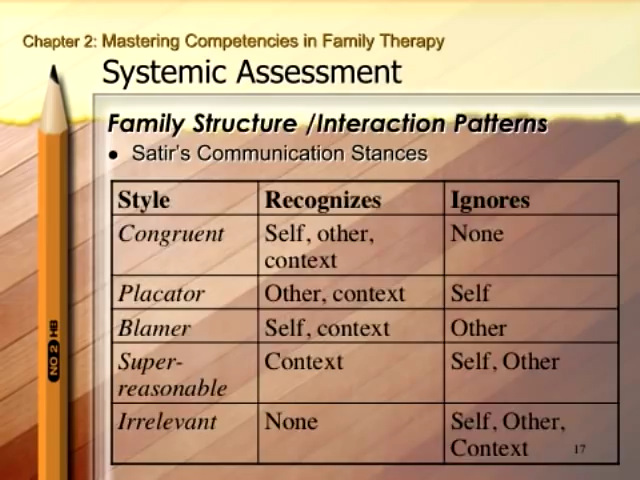 Chapter 2: Mastering Competencies in Family Therapy
Systemic Assessment
Family Structure /Interaction Patterns
● Satir's Communication Stances
Style Recognizes Ignores
Congruent Self, other, None
context
Placator Other, context Self
Blamer Self, context Other
Super- Context Self, Other
reasonable
Irrelevant None Self, Other,
Context
17
NO 2 HB